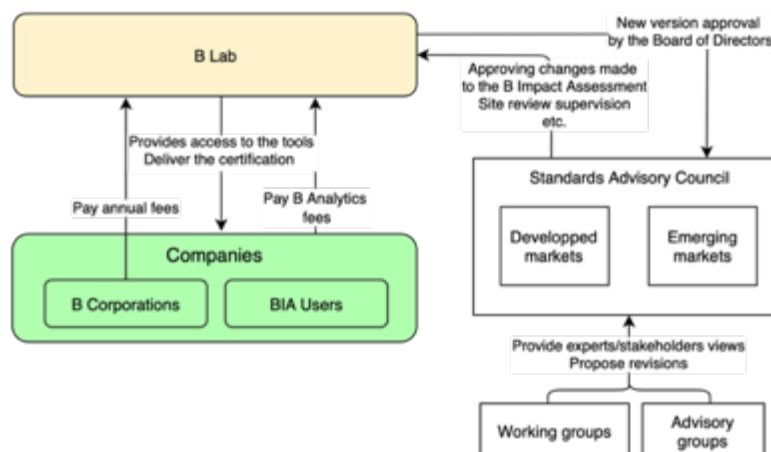 B Lab
New version approval
by the Board of Directors
Approving changes made
to the B Impact Assessment
Site review supervision
etc.
Provides access to the tools
Deliver the certification
Pay annual fees
Pay B Analytics
fees
Standards Advisory Council
Developped
markets
Emerging
markets
Companies
B Corporations
BIA Users
Provide experts/stakeholders views
Propose revisions
Working groups
Advisory
groups